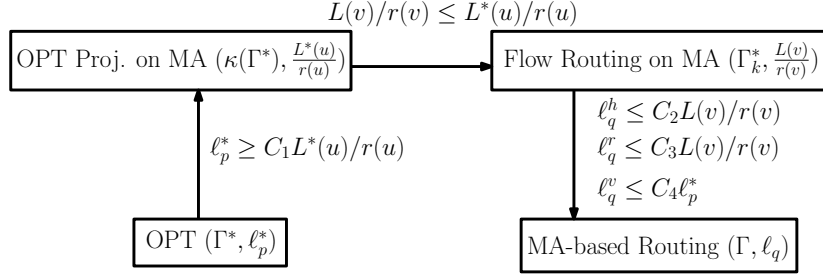 L(v)/r(v) ≤ L*(u)/r(u)
OPT Proj. on MA (κ(Γ*), L*(u)/r(u))
Flow Routing on MA (Γ*_k, L(v)/r(v))
ℓ*_p ≥ C_1 L*(u)/r(u)
ℓ^h_q ≤ C_2 L(v)/r(v)
ℓ^r_q ≤ C_3 L(v)/r(v)
ℓ^v_q ≤ C_4 ℓ*_p
OPT (Γ*, ℓ*_p)
MA-based Routing (Γ, ℓ_q)